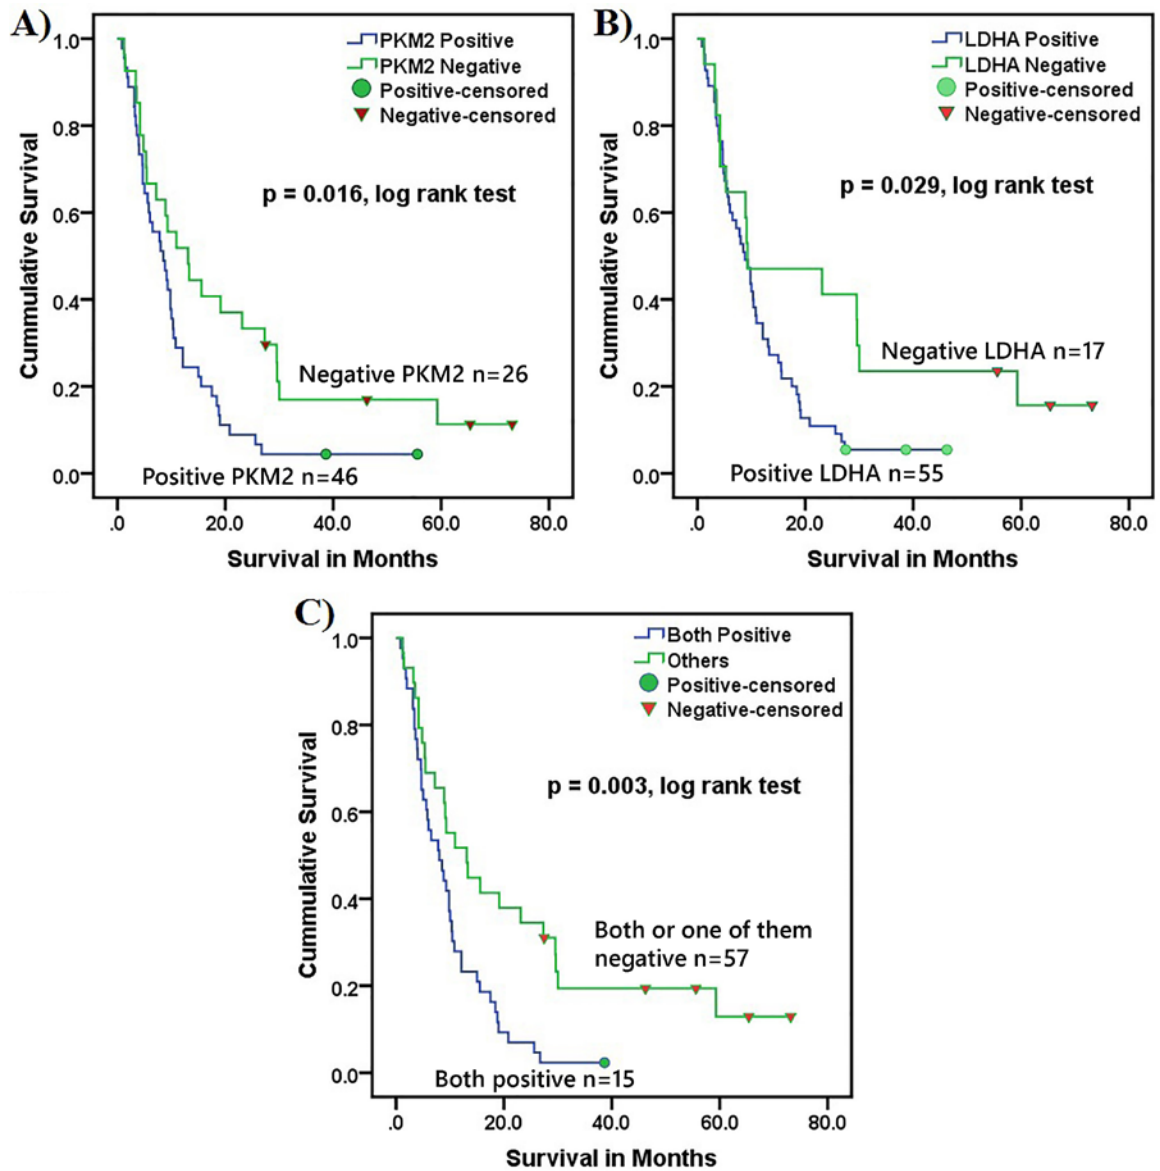 A)
PKM2 Positive
PKM2 Negative
Positive-censored
Negative-censored
p = 0.016, log rank test
Negative PKM2 n=26
Positive PKM2 n=46
Cummulative Survival
1.0
0.8
0.6
0.4
0.2
0.0
.0 20.0 40.0 60.0 80.0
Survival in Months
B)
LDHA Positive
LDHA Negative
Positive-censored
Negative-censored
p = 0.029, log rank test
Negative LDHA n=17
Positive LDHA n=55
Cummulative Survival
1.0
0.8
0.6
0.4
0.2
0.0
.0 20.0 40.0 60.0 80.0
Survival in Months
C)
Both Positive
Others
Positive-censored
Negative-censored
p = 0.003, log rank test
Both or one of them
negative n=57
Both positive n=15
Cummulative Survival
1.0
0.8
0.6
0.4
0.2
0.0
.0 20.0 40.0 60.0 80.0
Survival in Months